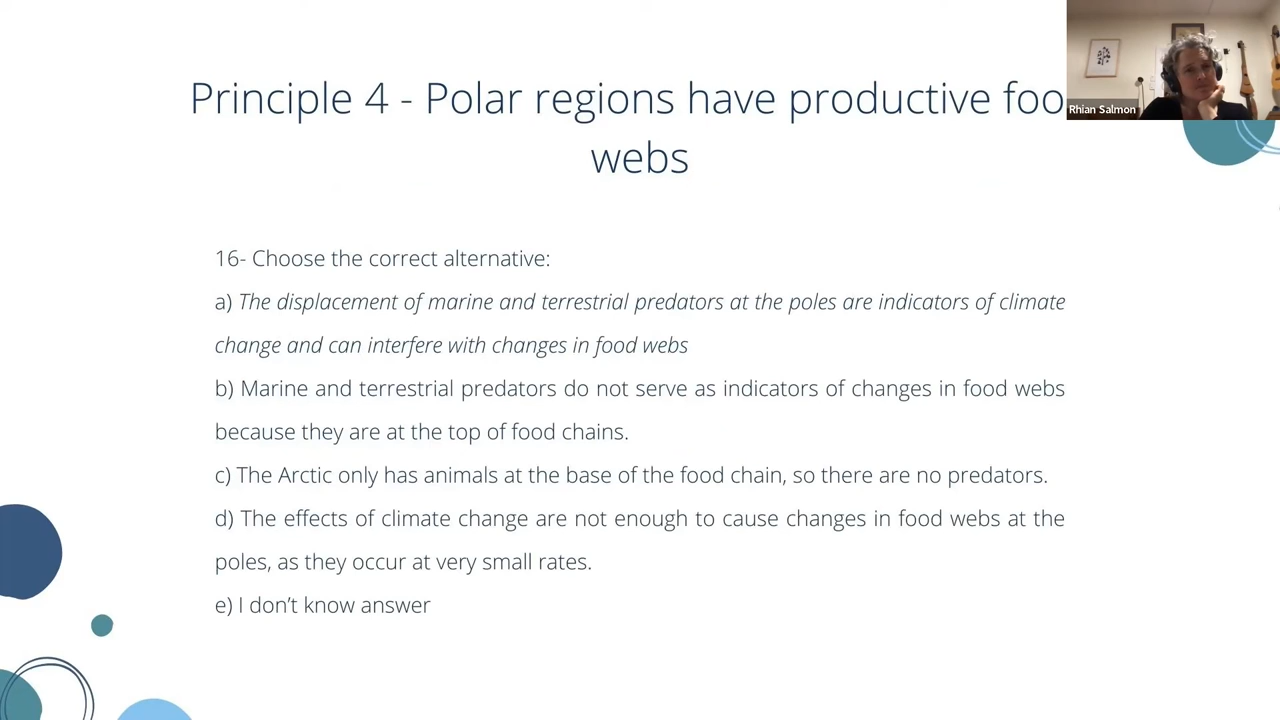 Principle 4 - Polar regions have productive foo
webs
Rhian Salmon
16- Choose the correct alternative:
a) The displacement of marine and terrestrial predators at the poles are indicators of climate
change and can interfere with changes in food webs
b) Marine and terrestrial predators do not serve as indicators of changes in food webs
because they are at the top of food chains.
c) The Arctic only has animals at the base of the food chain, so there are no predators.
d) The effects of climate change are not enough to cause changes in food webs at the
poles, as they occur at very small rates.
e) I don’t know answer